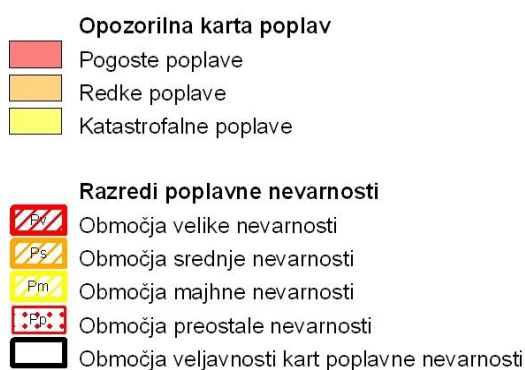 Opozorilna karta poplav
Pogoste poplave
Redke poplave
Katastrofalne poplave
Razredi poplavne nevarnosti
Pv Območja velike nevarnosti
Ps Območja srednje nevarnosti
Pm Območja majhne nevarnosti
Pp Območja preostale nevarnosti
Območja veljavnosti kart poplavne nevarnosti